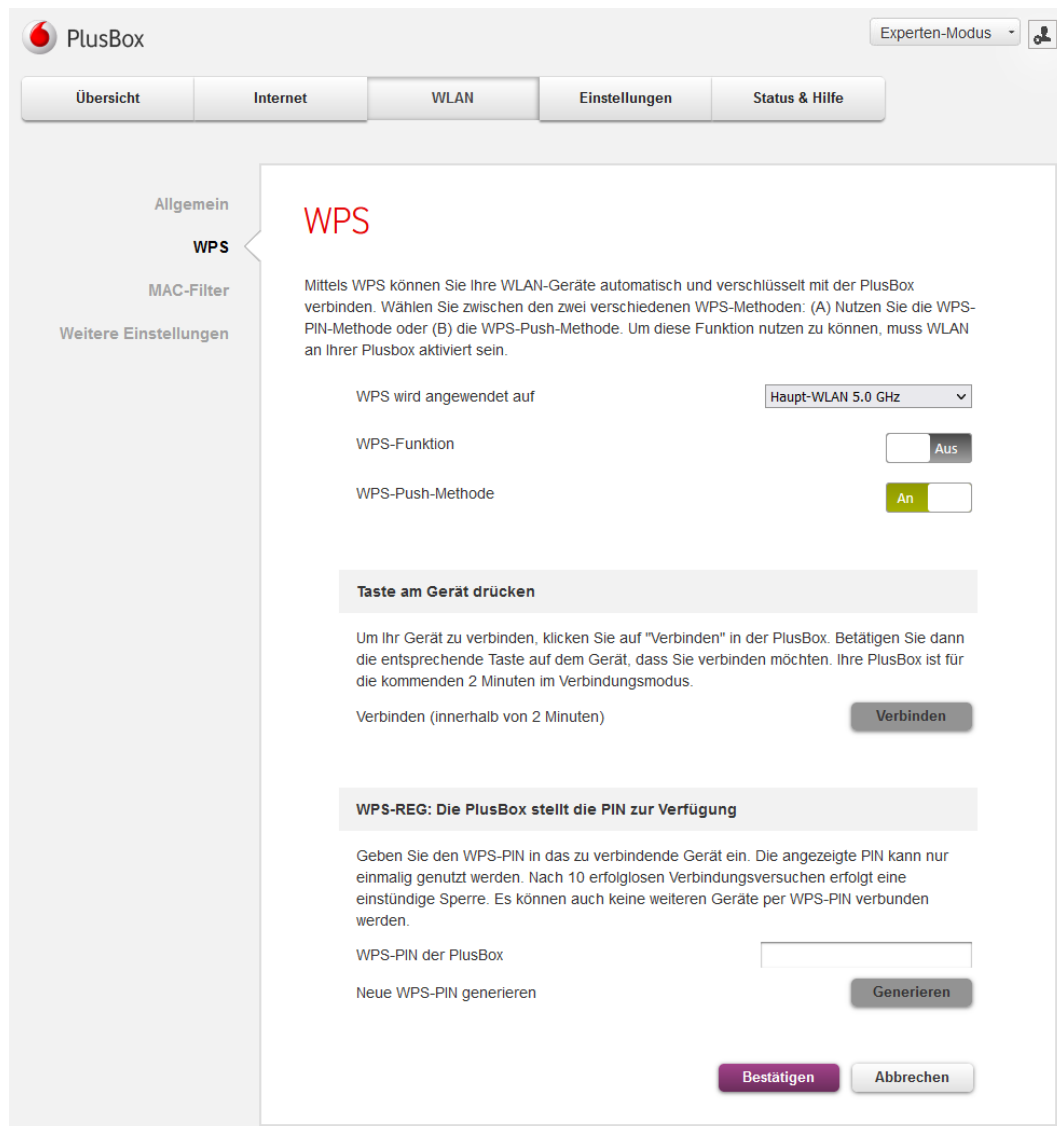 PlusBox
Experten-Modus
Übersicht
Internet
WLAN
Einstellungen
Status & Hilfe
Allgemein
WPS
MAC-Filter
Weitere Einstellungen
WPS
Mittels WPS können Sie Ihre WLAN-Geräte automatisch und verschlüsselt mit der PlusBox
verbinden. Wählen Sie zwischen den zwei verschiedenen WPS-Methoden: (A) Nutzen Sie die WPS-
PIN-Methode oder (B) die WPS-Push-Methode. Um diese Funktion nutzen zu können, muss WLAN
an Ihrer Plusbox aktiviert sein.
WPS wird angewendet auf
Haupt-WLAN 5.0 GHz
WPS-Funktion
Aus
WPS-Push-Methode
An
Taste am Gerät drücken
Um Ihr Gerät zu verbinden, klicken Sie auf "Verbinden" in der PlusBox. Betätigen Sie dann
die entsprechende Taste auf dem Gerät, dass Sie verbinden möchten. Ihre PlusBox ist für
die kommenden 2 Minuten im Verbindungsmodus.
Verbinden (innerhalb von 2 Minuten)
Verbinden
WPS-REG: Die PlusBox stellt die PIN zur Verfügung
Geben Sie den WPS-PIN in das zu verbindende Gerät ein. Die angezeigte PIN kann nur
einmalig genutzt werden. Nach 10 erfolglosen Verbindungsversuchen erfolgt eine
einstündige Sperre. Es können auch keine weiteren Geräte per WPS-PIN verbunden
werden.
WPS-PIN der PlusBox
Neue WPS-PIN generieren
Generieren
Bestätigen
Abbrechen